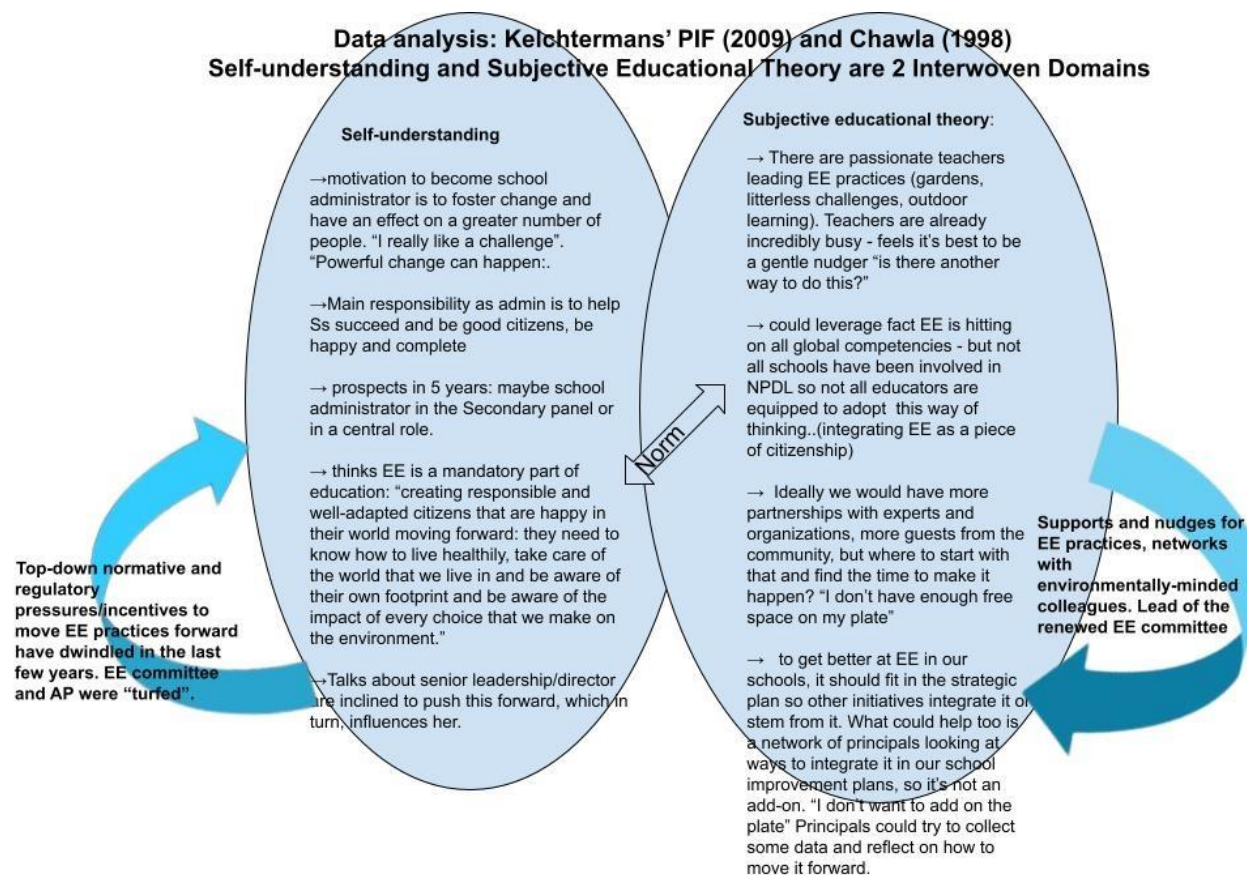 Data analysis: Kelchtermans' PIF (2009) and Chawla (1998)
Self-understanding and Subjective Educational Theory are 2 Interwoven Domains
Self-understanding
→motivation to become school
administrator is to foster change and
have an effect on a greater number of
people. “I really like a challenge”.
“Powerful change can happen:.
→Main responsibility as admin is to help
Ss succeed and be good citizens, be
happy and complete
→ prospects in 5 years: maybe school
administrator in the Secondary panel or
in a central role.
→ thinks EE is a mandatory part of
education: “creating responsible and
well-adapted citizens that are happy in
their world moving forward: they need to
know how to live healthily, take care of
the world that we live in and be aware of
their own footprint and be aware of the
impact of every choice that we make on
the environment.”
→Talks about senior leadership/director
are inclined to push this forward, which in
turn, influences her.
Norm
Subjective educational theory:
→ There are passionate teachers
leading EE practices (gardens,
litterless challenges, outdoor
learning). Teachers are already
incredibly busy - feels it's best to be
a gentle nudger “is there another
way to do this?”
→ could leverage fact EE is hitting
on all global competencies - but not
all schools have been involved in
NPDL so not all educators are
equipped to adopt this way of
thinking..(integrating EE as a piece
of citizenship)
→ Ideally we would have more
partnerships with experts and
organizations, more guests from the
community, but where to start with
that and find the time to make it
happen? “I don't have enough free
space on my plate”
→ to get better at EE in our
schools, it should fit in the strategic
plan so other initiatives integrate it or
stem from it. What could help too is
a network of principals looking at
ways to integrate it in our school
improvement plans, so it's not an
add-on. “I don't want to add on the
plate” Principals could try to collect
some data and reflect on how to
move it forward.
Top-down normative and
regulatory
pressures/incentives to
move EE practices forward
have dwindled in the last
few years. EE committee
and AP were “turfed”.
Supports and nudges for
EE practices, networks
with
environmentally-minded
colleagues. Lead of the
renewed EE committee